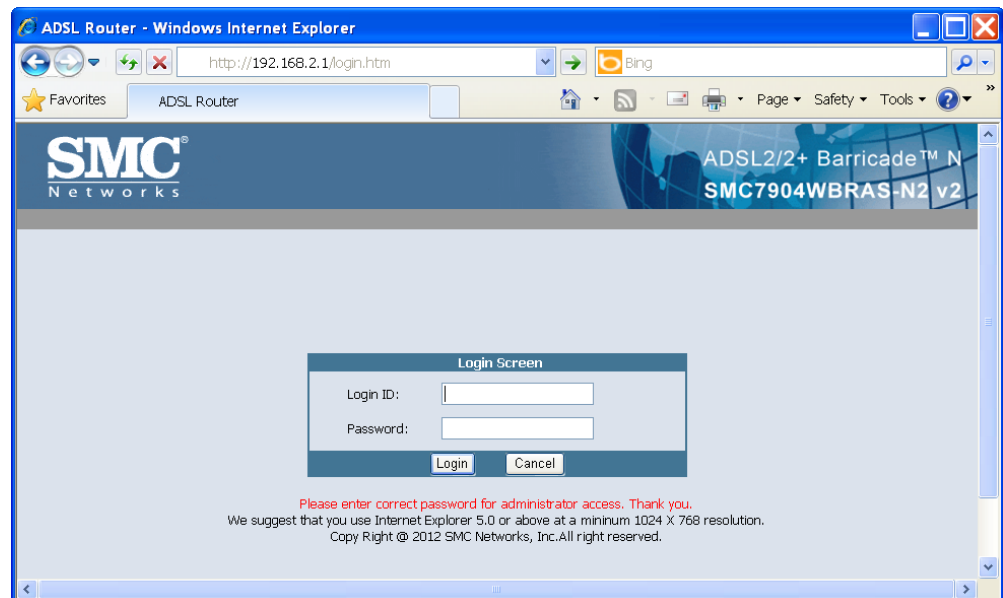 ADSL Router - Windows Internet Explorer
http://192.168.2.1/login.htm
Bing
Favorites
ADSL Router
Page
Safety
Tools
SMC®
Networks
ADSL2/2+ Barricade™ N
SMC7904WBRAS-N2 v2
Login Screen
Login ID:
Password:
Login
Cancel
Please enter correct password for administrator access. Thank you.
We suggest that you use Internet Explorer 5.0 or above at a mininum 1024 X 768 resolution.
Copy Right @ 2012 SMC Networks, Inc.All right reserved.